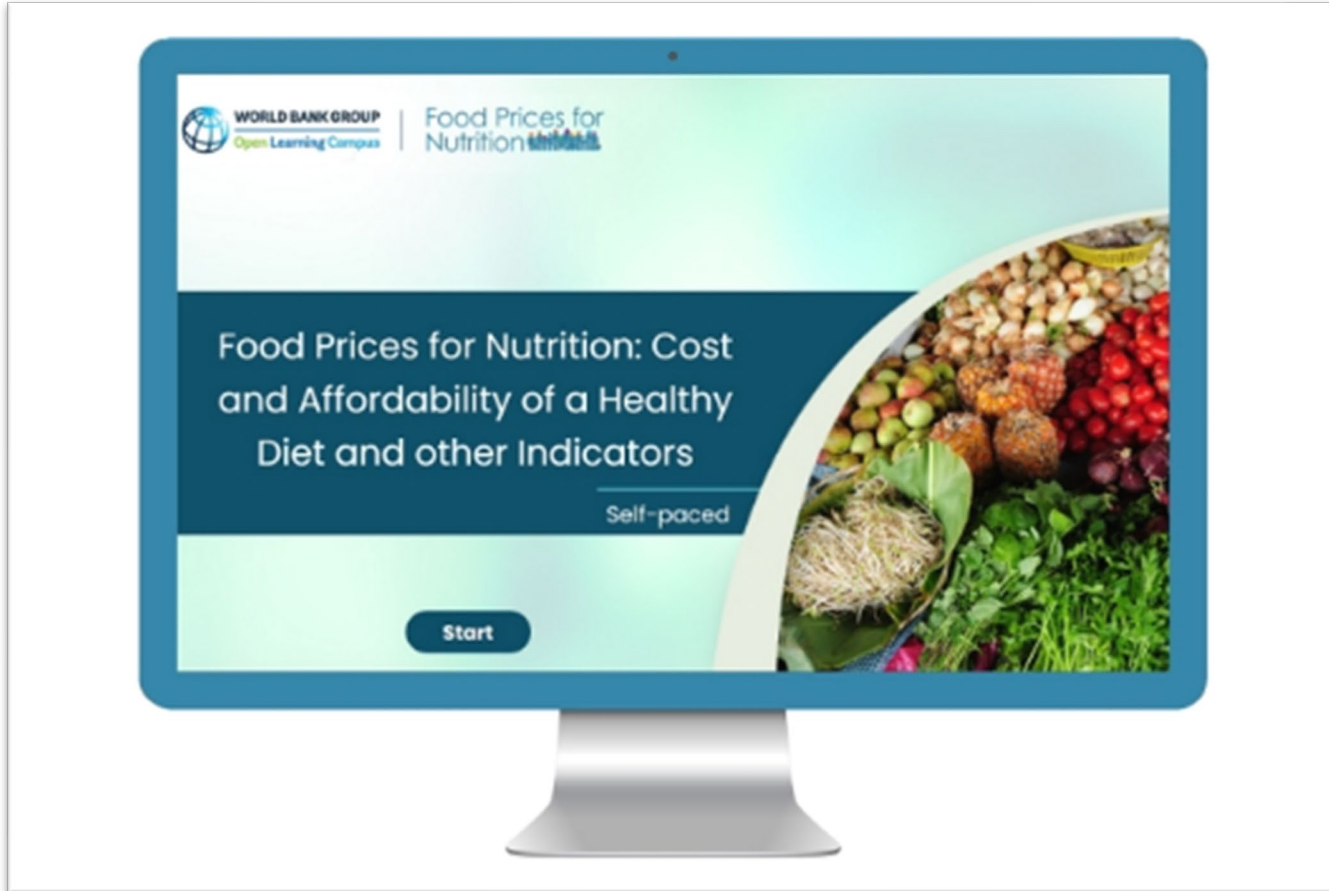 WORLD BANK GROUP
Open Learning Campus
Food Prices for
Nutrition
Food Prices for Nutrition: Cost
and Affordability of a Healthy
Diet and other Indicators
Self-paced
Start